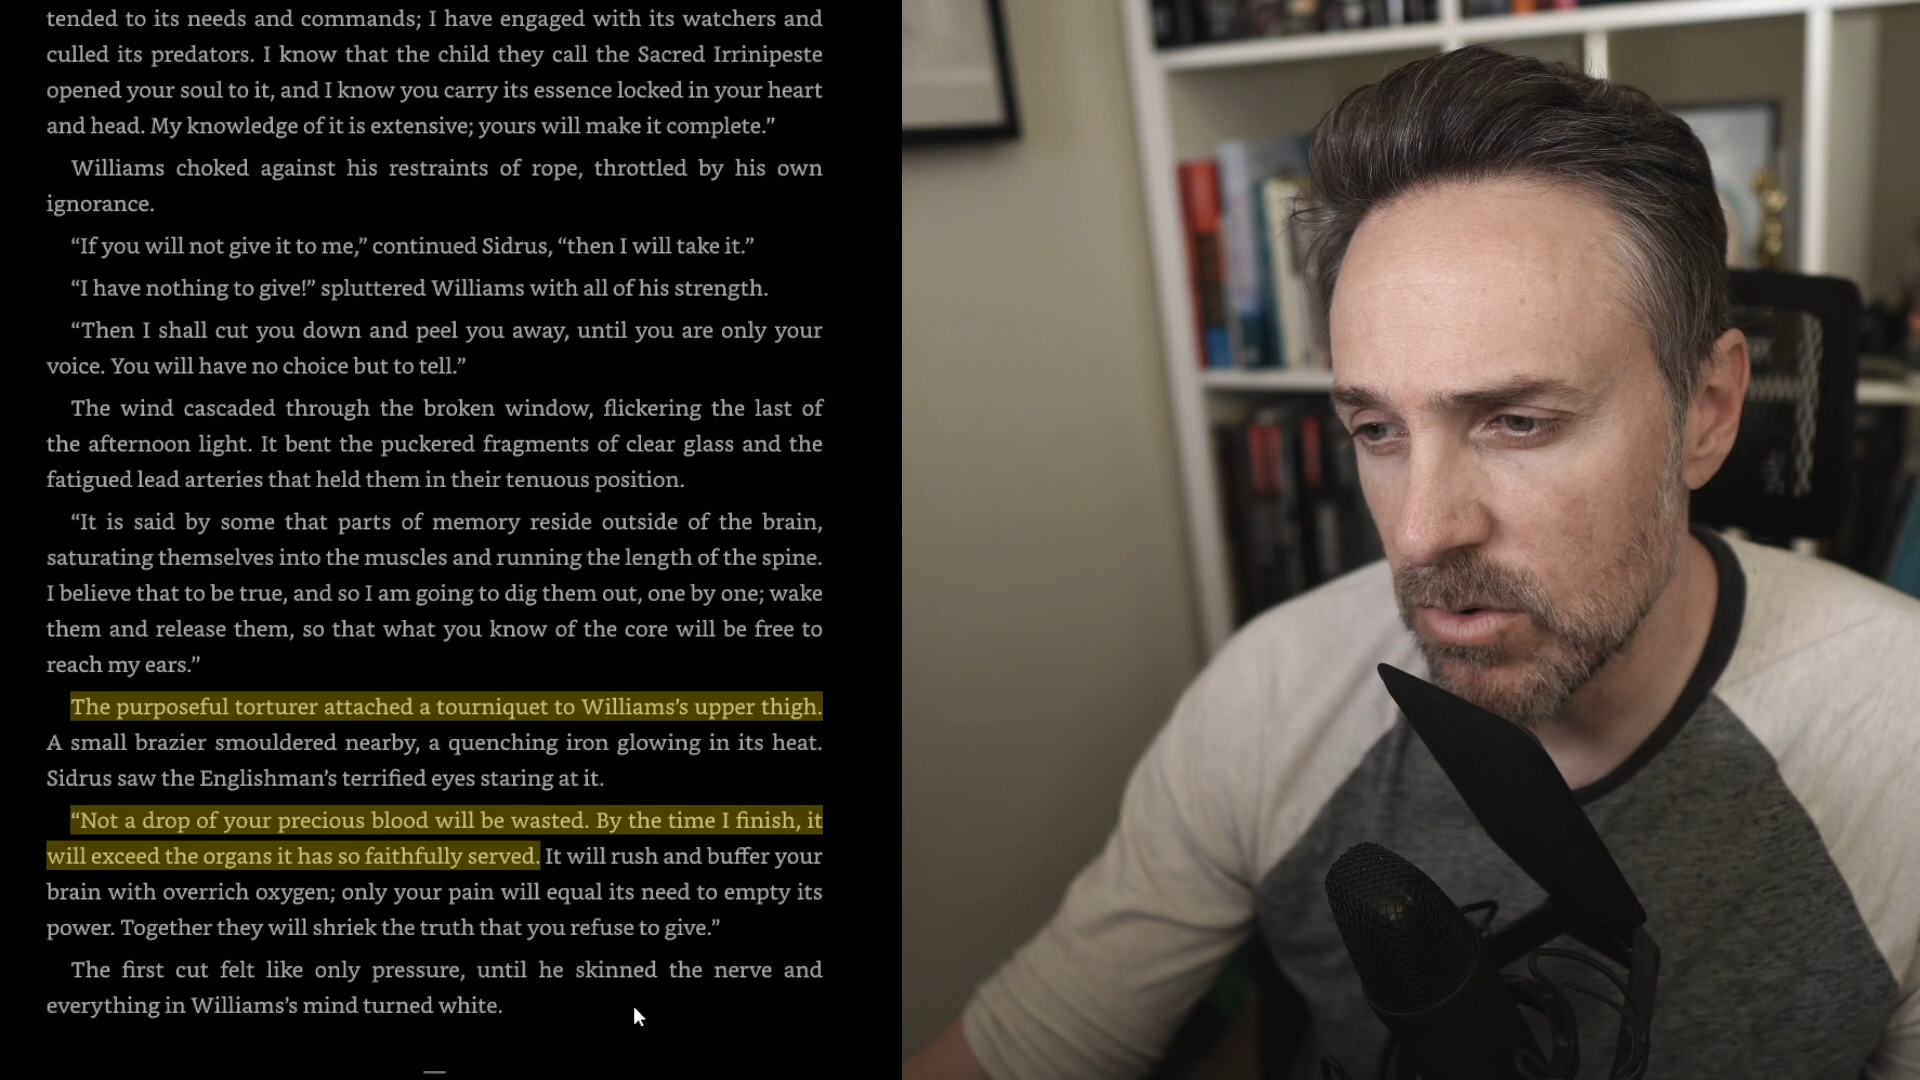 tended to its needs and commands; I have engaged with its watchers and
culled its predators. I know that the child they call the Sacred Irrinipeste
opened your soul to it, and I know you carry its essence locked in your heart
and head. My knowledge of it is extensive; yours will make it complete.”
Williams choked against his restraints of rope, throttled by his own
ignorance.
“If you will not give it to me,” continued Sidrus, “then I will take it.”
“I have nothing to give!” spluttered Williams with all of his strength.
“Then I shall cut you down and peel you away, until you are only your
voice. You will have no choice but to tell.”
The wind cascaded through the broken window, flickering the last of
the afternoon light. It bent the puckered fragments of clear glass and the
fatigued lead arteries that held them in their tenuous position.
“It is said by some that parts of memory reside outside of the brain,
saturating themselves into the muscles and running the length of the spine.
I believe that to be true, and so I am going to dig them out, one by one; wake
them and release them, so that what you know of the core will be free to
reach my ears.”
The purposeful torturer attached a tourniquet to Williams’s upper thigh.
A small brazier smouldered nearby, a quenching iron glowing in its heat.
Sidrus saw the Englishman’s terrified eyes staring at it.
“Not a drop of your precious blood will be wasted. By the time I finish, it
will exceed the organs it has so faithfully served. It will rush and buffer your
brain with overrich oxygen; only your pain will equal its need to empty its
power. Together they will shriek the truth that you refuse to give.”
The first cut felt like only pressure, until he skinned the nerve and
everything in Williams’s mind turned white.